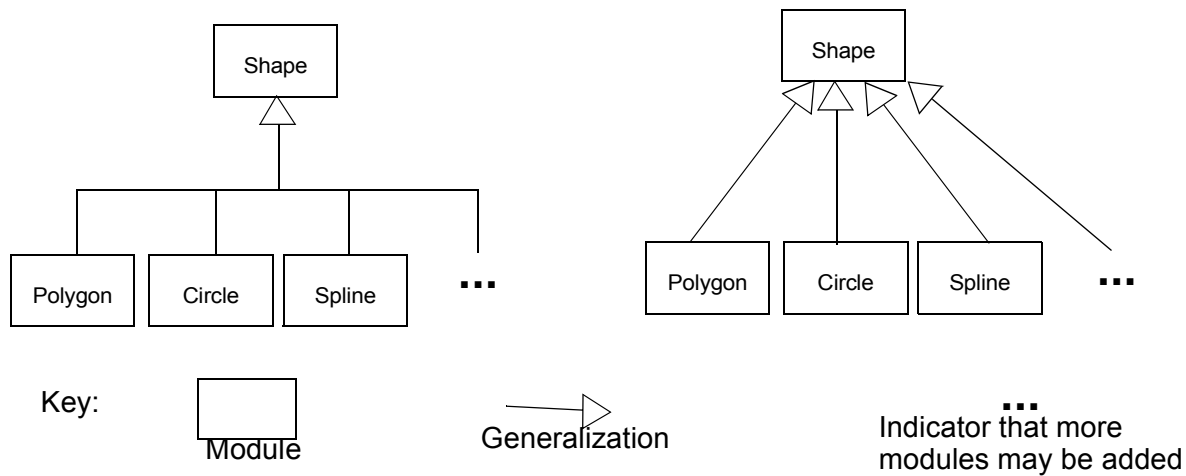 Shape
Polygon
Circle
Spline
...
Shape
Polygon
Circle
Spline
...
Key:
Module
Generalization
...
Indicator that more
modules may be added